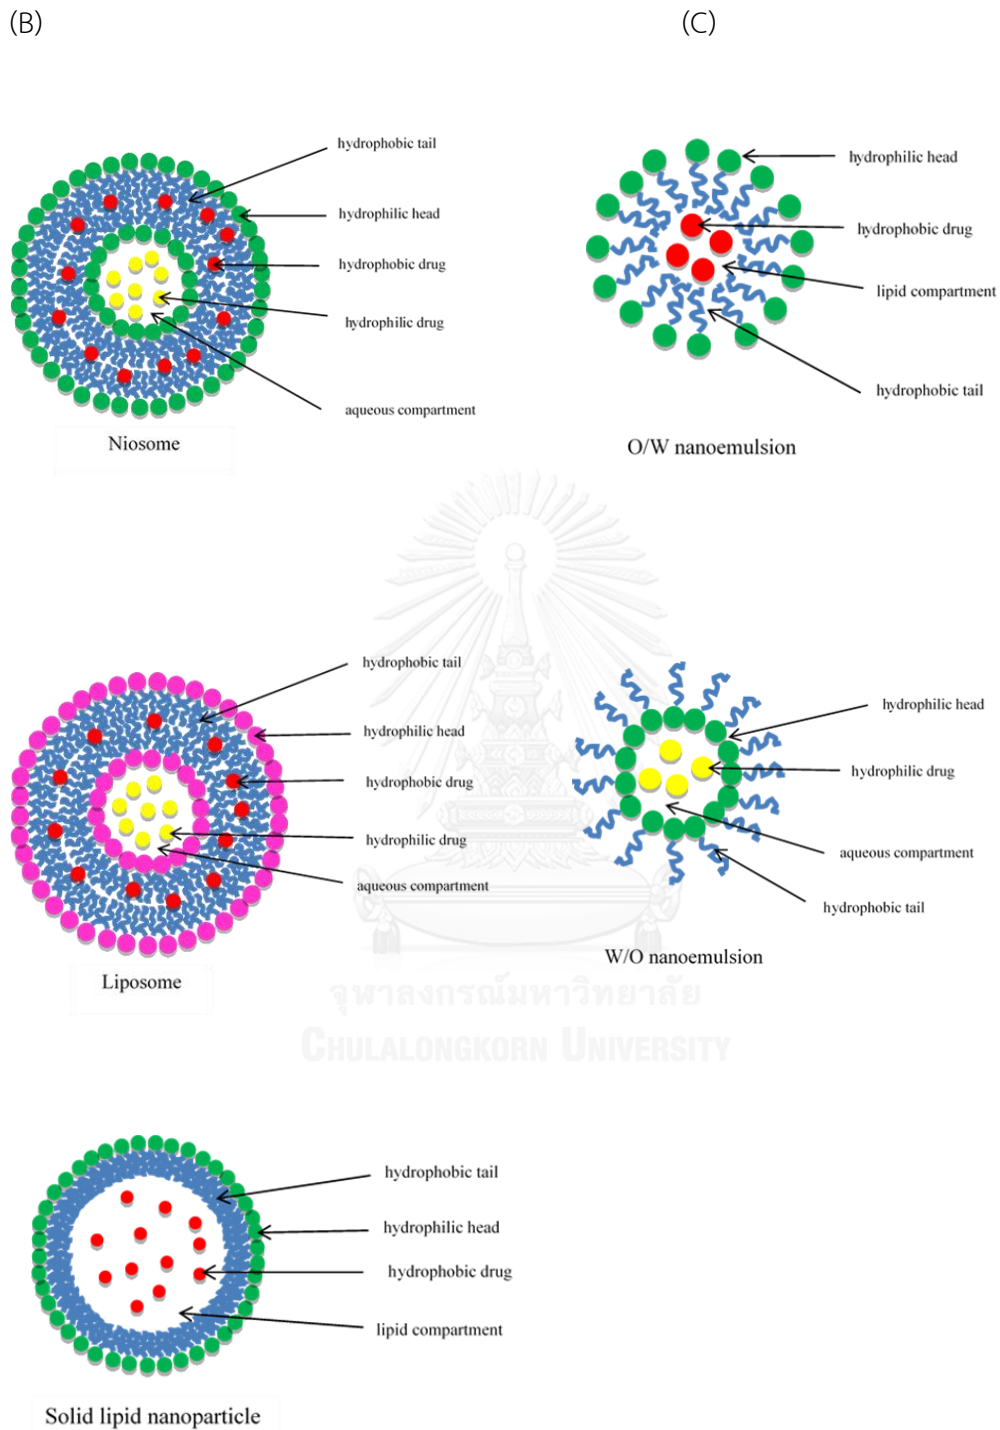 (B)
(C)
hydrophobic tail
hydrophilic head
hydrophobic drug
hydrophilic drug
aqueous compartment
Niosome
hydrophilic head
hydrophobic drug
lipid compartment
hydrophobic tail
O/W nanoemulsion
hydrophobic tail
hydrophilic head
hydrophobic drug
hydrophilic drug
aqueous compartment
Liposome
hydrophilic head
hydrophilic drug
aqueous compartment
hydrophobic tail
W/O nanoemulsion
จุฬาลงกรณ์มหาวิทยาลัย
CHULALONGKORN UNIVERSITY
hydrophobic tail
hydrophilic head
hydrophobic drug
lipid compartment
Solid lipid nanoparticle